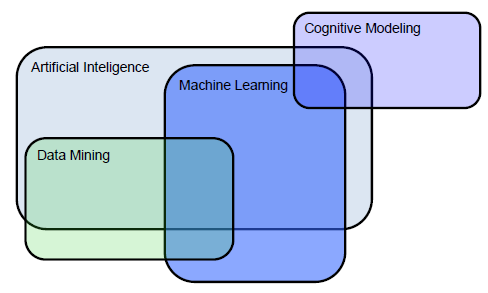 Cognitive Modeling
Artificial Inteligence
Machine Learning
Data Mining